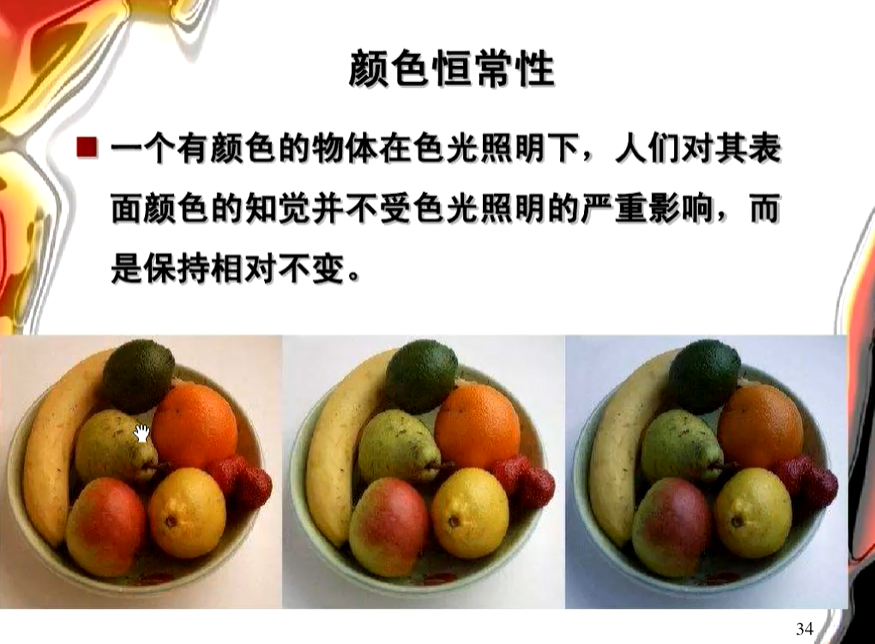 颜色恒常性
一个有颜色的物体在色光照明下，人们对其表
面颜色的知觉并不受色光照明的严重影响，而
是保持相对不变。
34